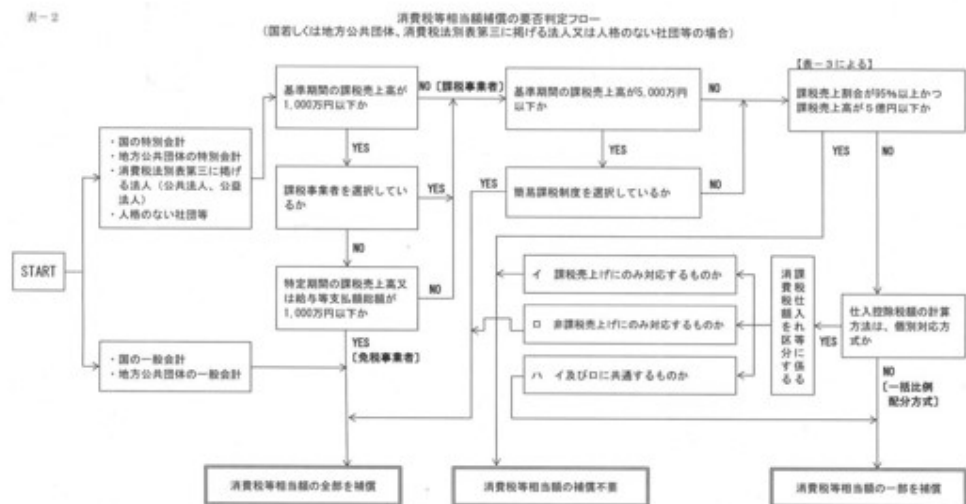 表－2
消費税等相当額補償の要否判定フロー
(国若しくは地方公共団体、消費税法別表第三に掲げる法人又は人格のない社団等の場合)
【表－3による】
基準期間の課税売上高が
1,000万円以下か
NO〔課税事業者〕
基準期間の課税売上高が5,000万円
以下か
NO
課税売上割合が95%以上かつ
課税売上高が5億円以下か
・国の特別会計
・地方公共団体の特別会計
・消費税法別表第三に掲げ
る法人（公共法人、公益
法人）
・人格のない社団等
YES
YES
YES
NO
課税事業者を選択している
か
YES
YES
簡易課税制度を選択しているか
NO
START
NO
特定期間の課税売上高又
は給与等支払額総額が
1,000万円以下か
NO
イ　課税売上げにのみ対応するものか
ロ　非課税売上げにのみ対応するものか
ハ　イ及びロに共通するものか
課税仕入れ等に係る
消費税額を区分する
YES
仕入控除税額の計算
方法は、個別対応方
式か
YES
〔免税事業者〕
・国の一般会計
・地方公共団体の一般会計
NO
〔一括比例
配分方式〕
消費税等相当額の全部を補償
消費税等相当額の補償不要
消費税等相当額の一部を補償